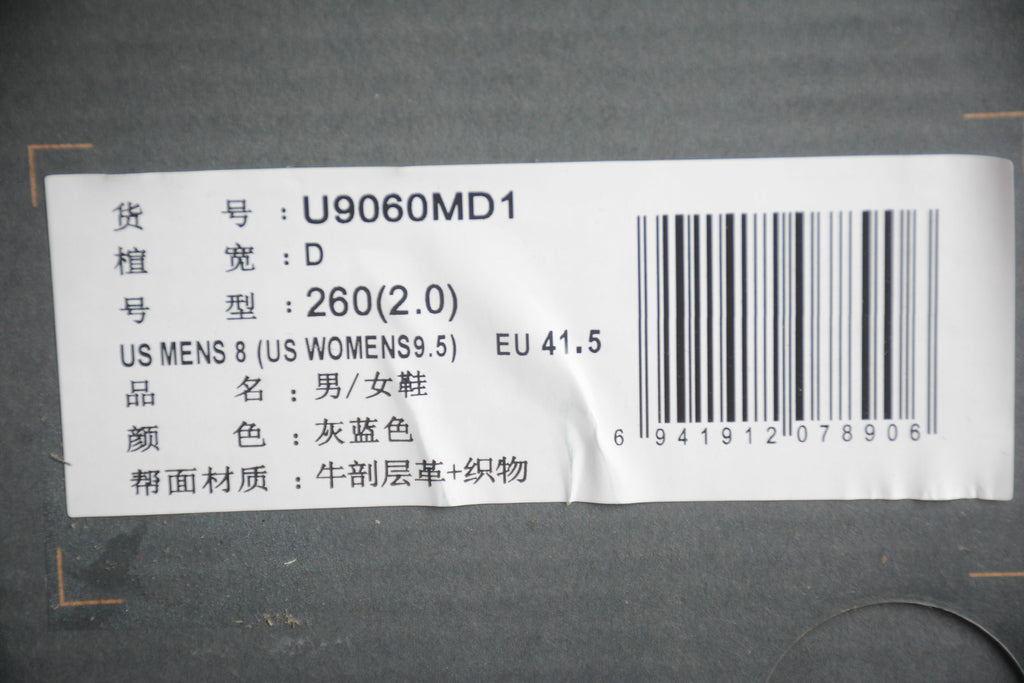 货 号：U9060MD1
楦 宽：D
号 型：260(2.0)
US MENS 8 (US WOMENS9.5) EU 41.5
品 名：男/女鞋
颜 色：灰蓝色
帮面材质：牛剖层革+织物
6 941912 078906